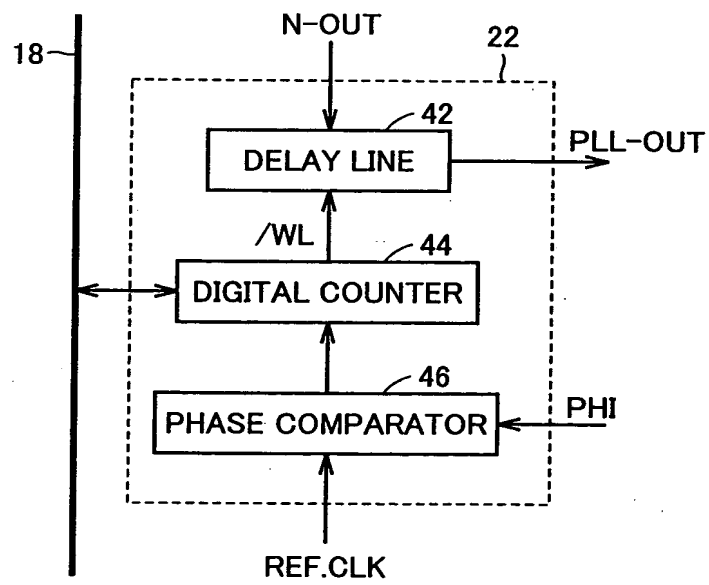 N-OUT
18
22
42
DELAY LINE
PLL-OUT
/WL
44
DIGITAL COUNTER
46
PHASE COMPARATOR
PHI
REF.CLK